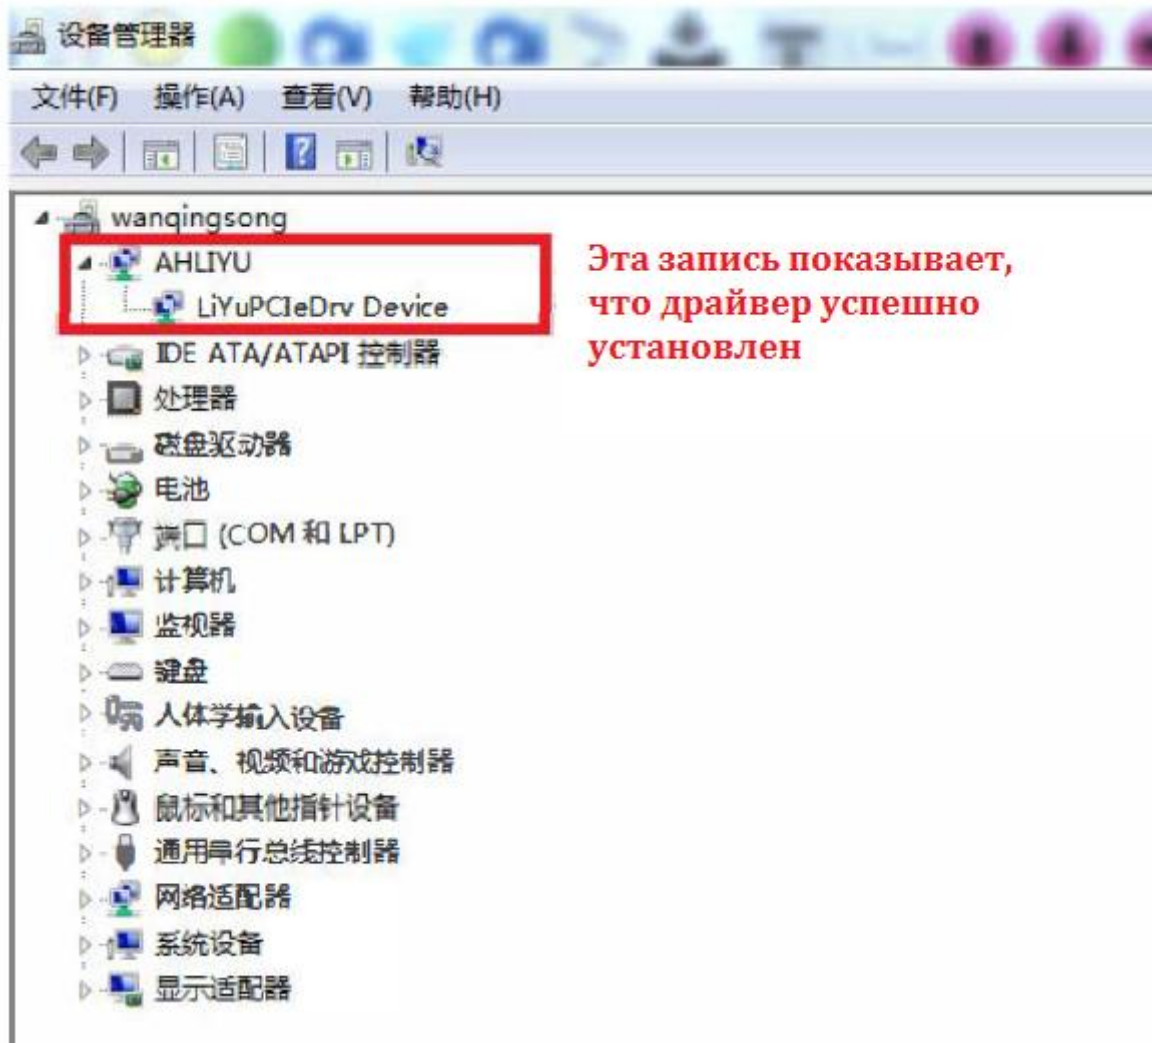 设备管理器
文件(F) 操作(A) 查看(V) 帮助(H)
wanqingsong
AHLIYU
LiYuPCIeDrv Device
Эта запись показывает,
что драйвер успешно
установлен
IDE ATA/ATAPI 控制器
处理器
磁盘驱动器
电池
端口 (COM 和 LPT)
计算机
监视器
键盘
人体学输入设备
声音、视频和游戏控制器
鼠标和其他指针设备
通用串行总线控制器
网络适配器
系统设备
显示适配器